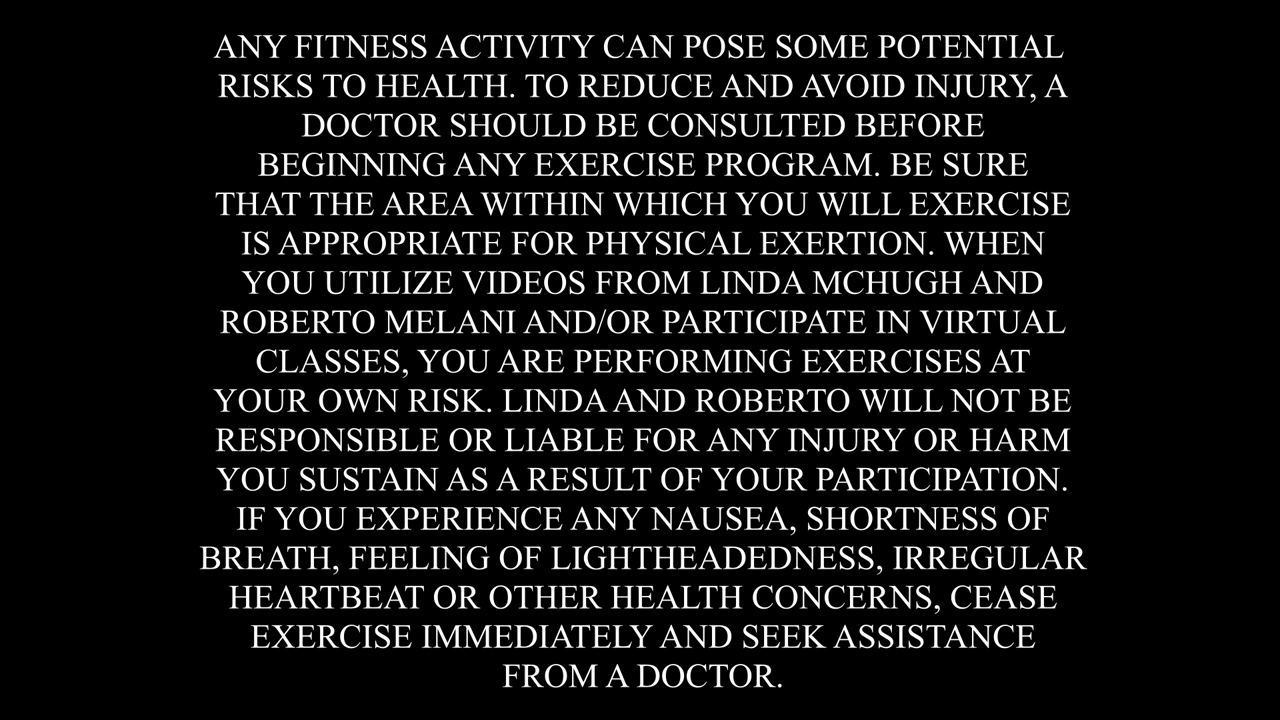 ANY FITNESS ACTIVITY CAN POSE SOME POTENTIAL
RISKS TO HEALTH. TO REDUCE AND AVOID INJURY, A
DOCTOR SHOULD BE CONSULTED BEFORE
BEGINNING ANY EXERCISE PROGRAM. BE SURE
THAT THE AREA WITHIN WHICH YOU WILL EXERCISE
IS APPROPRIATE FOR PHYSICAL EXERTION. WHEN
YOU UTILIZE VIDEOS FROM LINDA MCHUGH AND
ROBERTO MELANI AND/OR PARTICIPATE IN VIRTUAL
CLASSES, YOU ARE PERFORMING EXERCISES AT
YOUR OWN RISK. LINDA AND ROBERTO WILL NOT BE
RESPONSIBLE OR LIABLE FOR ANY INJURY OR HARM
YOU SUSTAIN AS A RESULT OF YOUR PARTICIPATION.
IF YOU EXPERIENCE ANY NAUSEA, SHORTNESS OF
BREATH, FEELING OF LIGHTHEADEDNESS, IRREGULAR
HEARTBEAT OR OTHER HEALTH CONCERNS, CEASE
EXERCISE IMMEDIATELY AND SEEK ASSISTANCE
FROM A DOCTOR.